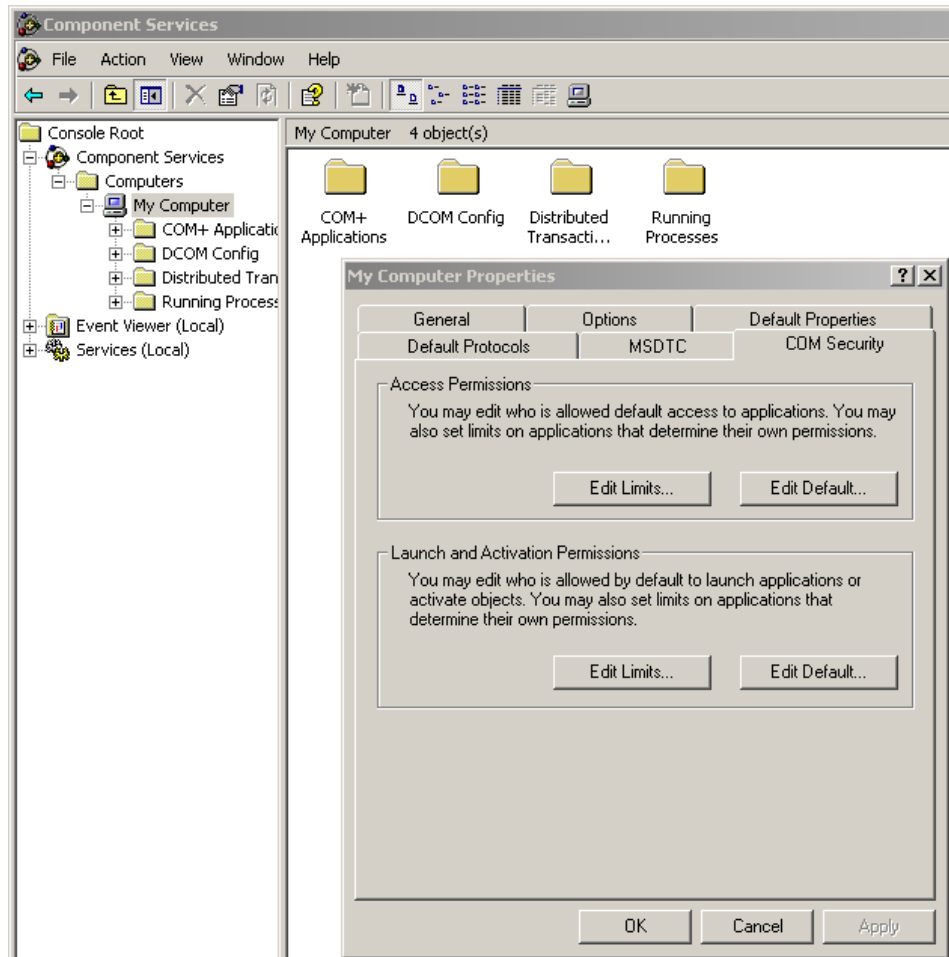 Component Services
File Action View Window Help
Console Root
Component Services
Computers
My Computer
COM+ Applicatio
DCOM Config
Distributed Tran
Running Process
Event Viewer (Local)
Services (Local)
My Computer 4 object(s)
COM+ Applications
DCOM Config
Distributed Transacti...
Running Processes
My Computer Properties
General Options Default Properties
Default Protocols MSDTC COM Security
Access Permissions
You may edit who is allowed default access to applications. You may
also set limits on applications that determine their own permissions.
Edit Limits... Edit Default...
Launch and Activation Permissions
You may edit who is allowed by default to launch applications or
activate objects. You may also set limits on applications that
determine their own permissions.
Edit Limits... Edit Default...
OK Cancel Apply